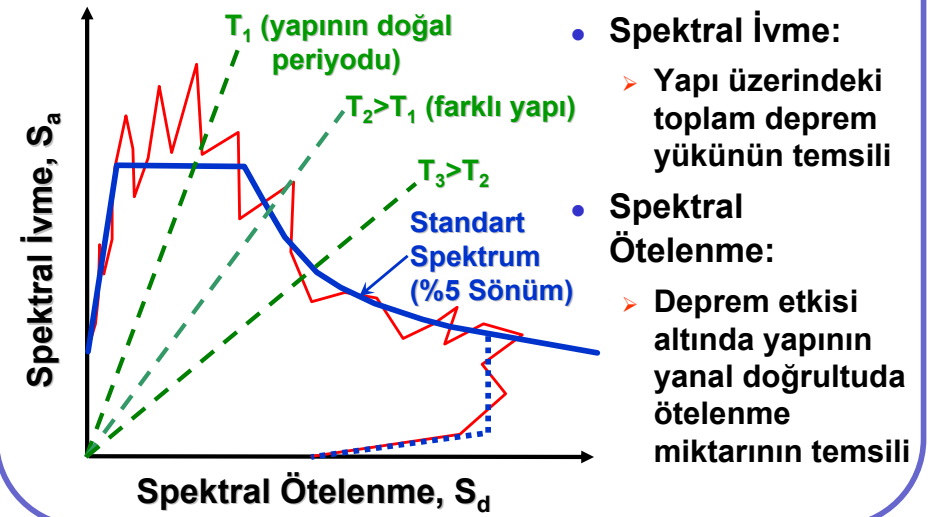 T₁ (yapının doğal
periyodu)
T₂>T₁ (farklı yapı)
T₃>T₂
Standart
Spektrum
(%5 Sönüm)
Spektral İvme, Sₐ
Spektral Ötelenme, S_d
• Spektral İvme:
➢ Yapı üzerindeki
toplam deprem
yükünün temsili
• Spektral
Ötelenme:
➢ Deprem etkisi
altında yapının
yanal doğrultuda
ötelenme
miktarının temsili